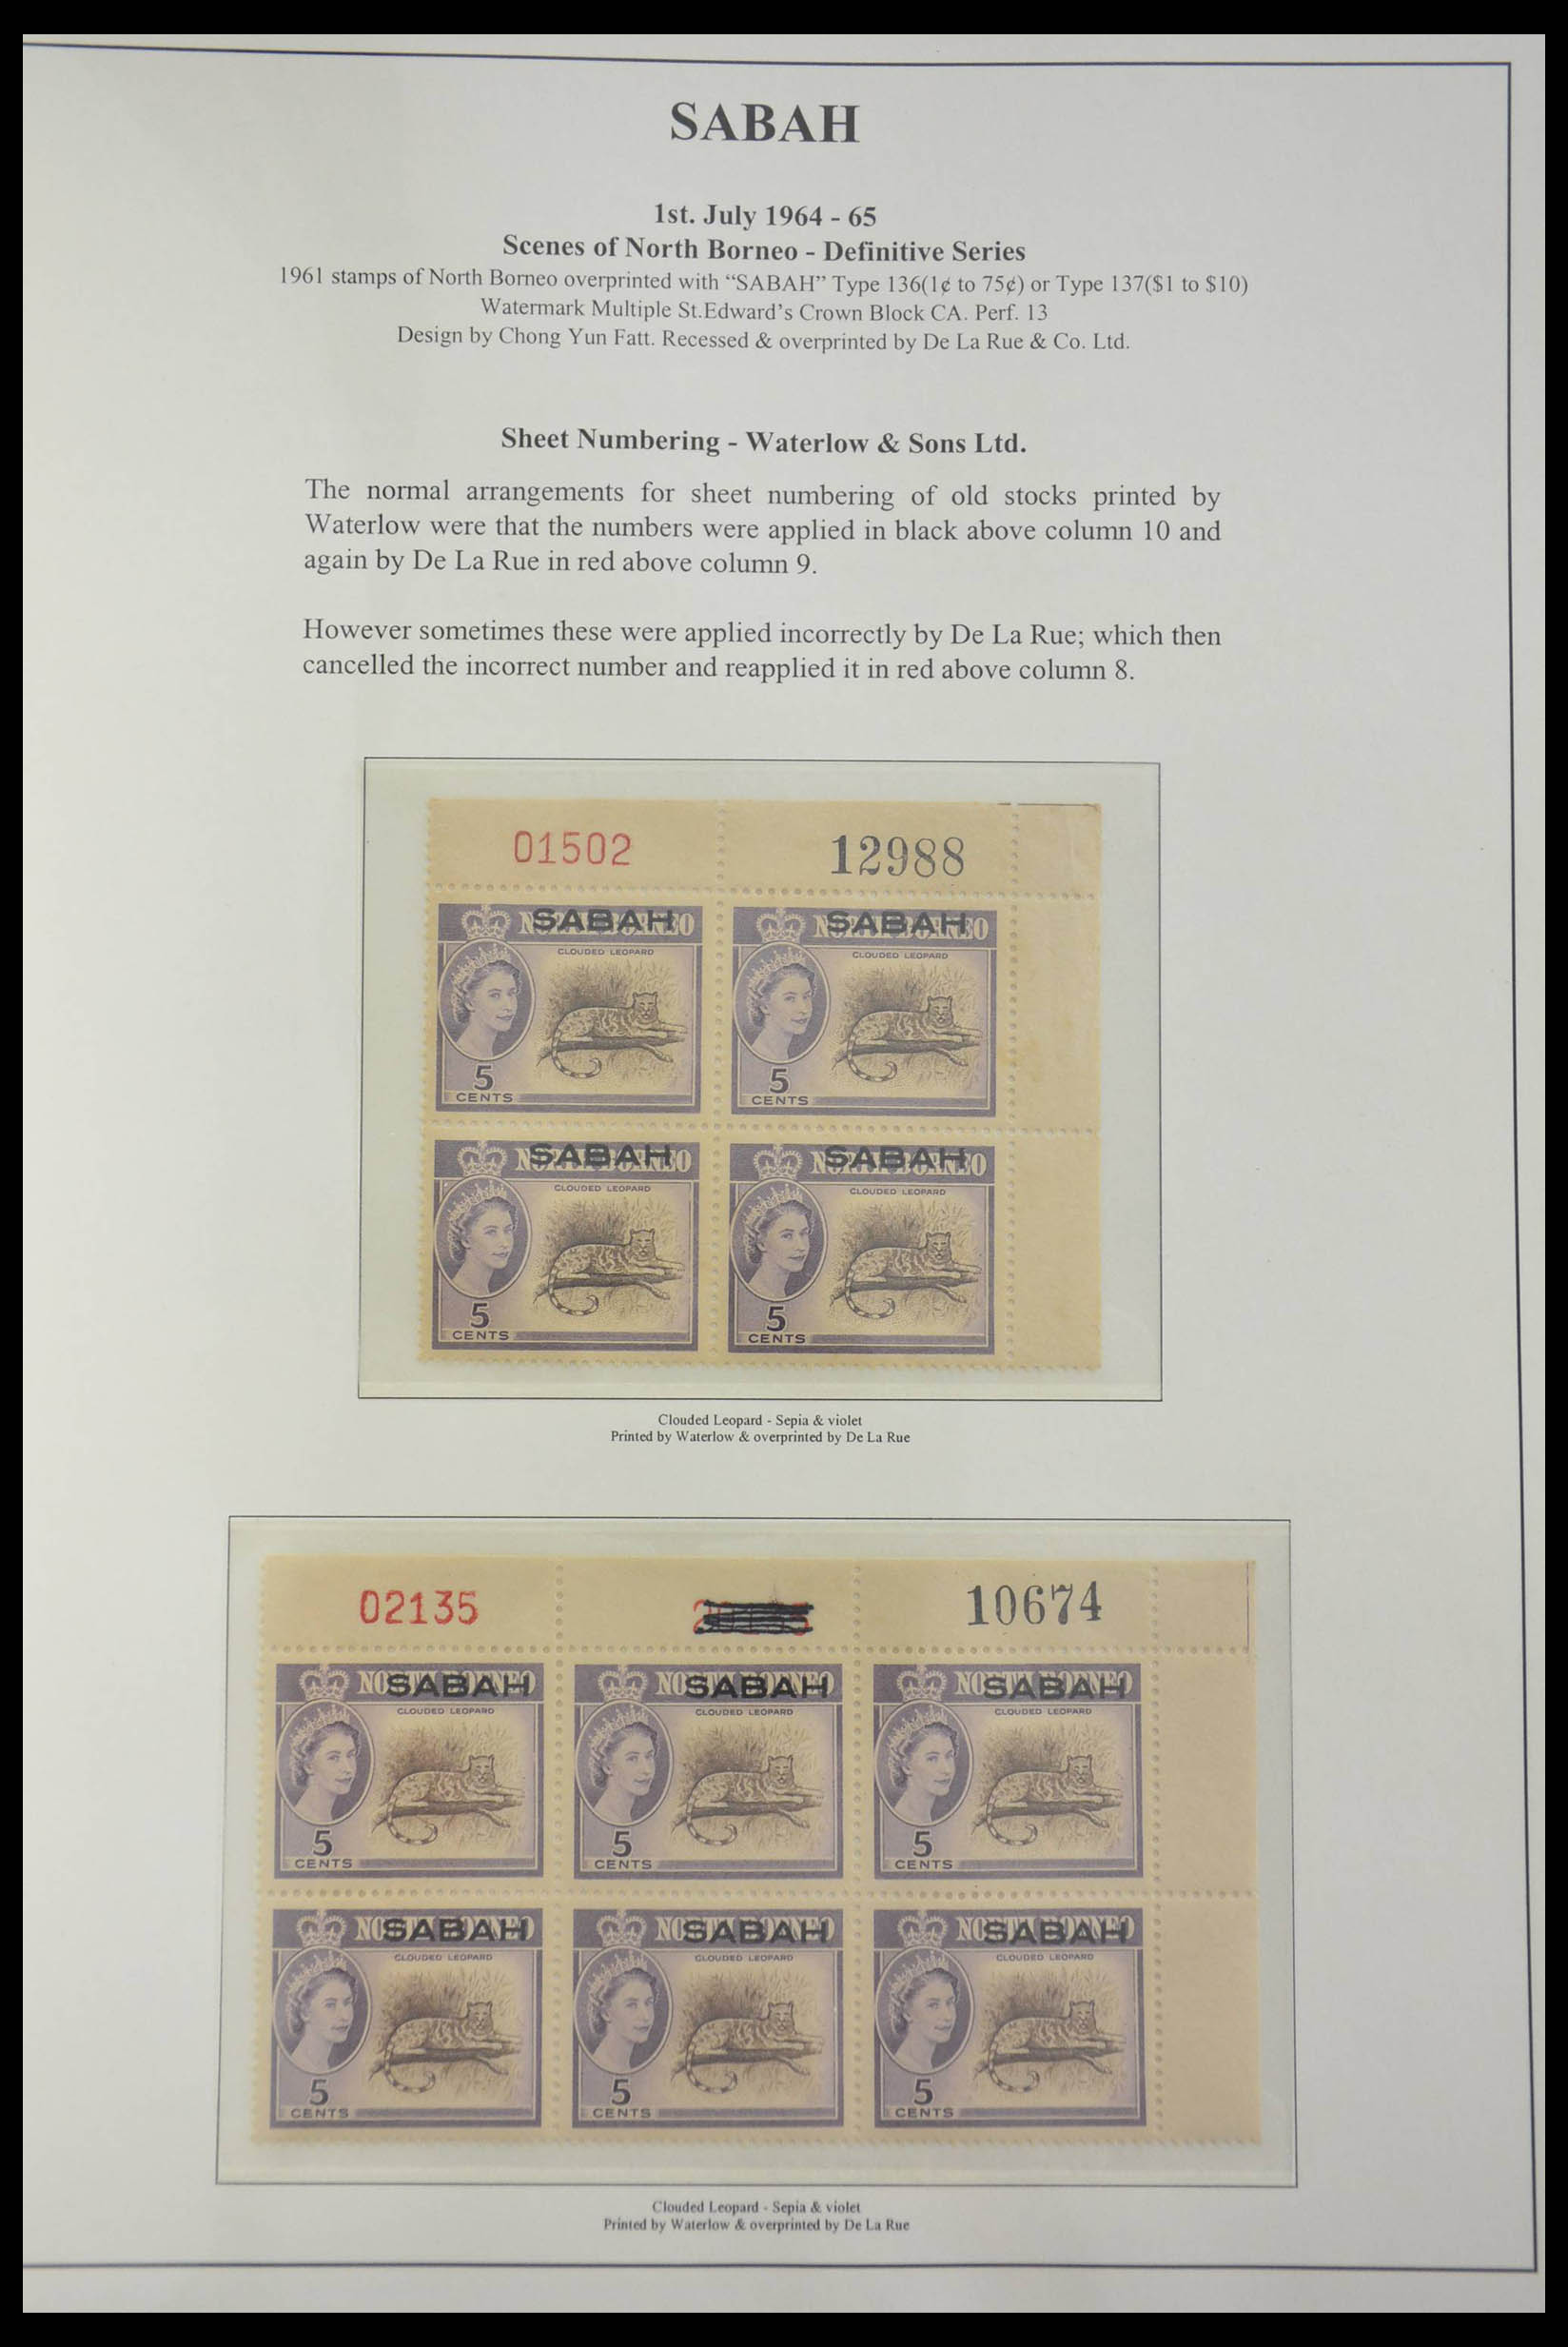 SABAH
1st. July 1964 - 65
Scenes of North Borneo - Definitive Series
1961 stamps of North Borneo overprinted with “SABAH” Type 136(1¢ to 75¢) or Type 137($1 to $10)
Watermark Multiple St.Edward’s Crown Block CA. Perf. 13
Design by Chong Yun Fatt. Recessed & overprinted by De La Rue & Co. Ltd.
Sheet Numbering - Waterlow & Sons Ltd.
The normal arrangements for sheet numbering of old stocks printed by
Waterlow were that the numbers were applied in black above column 10 and
again by De La Rue in red above column 9.
However sometimes these were applied incorrectly by De La Rue; which then
cancelled the incorrect number and reapplied it in red above column 8.
01502 12988
SABAH SABAH
CLOUDED LEOPARD CLOUDED LEOPARD
5 5
CENTS CENTS
SABAH SABAH
CLOUDED LEOPARD CLOUDED LEOPARD
5 5
CENTS CENTS
Clouded Leopard - Sepia & violet
Printed by Waterlow & overprinted by De La Rue
02135 10674
SABAH SABAH SABAH
CLOUDED LEOPARD CLOUDED LEOPARD CLOUDED LEOPARD
5 5 5
CENTS CENTS CENTS
SABAH SABAH SABAH
CLOUDED LEOPARD CLOUDED LEOPARD CLOUDED LEOPARD
5 5 5
CENTS CENTS CENTS
Clouded Leopard - Sepia & violet
Printed by Waterlow & overprinted by De La Rue